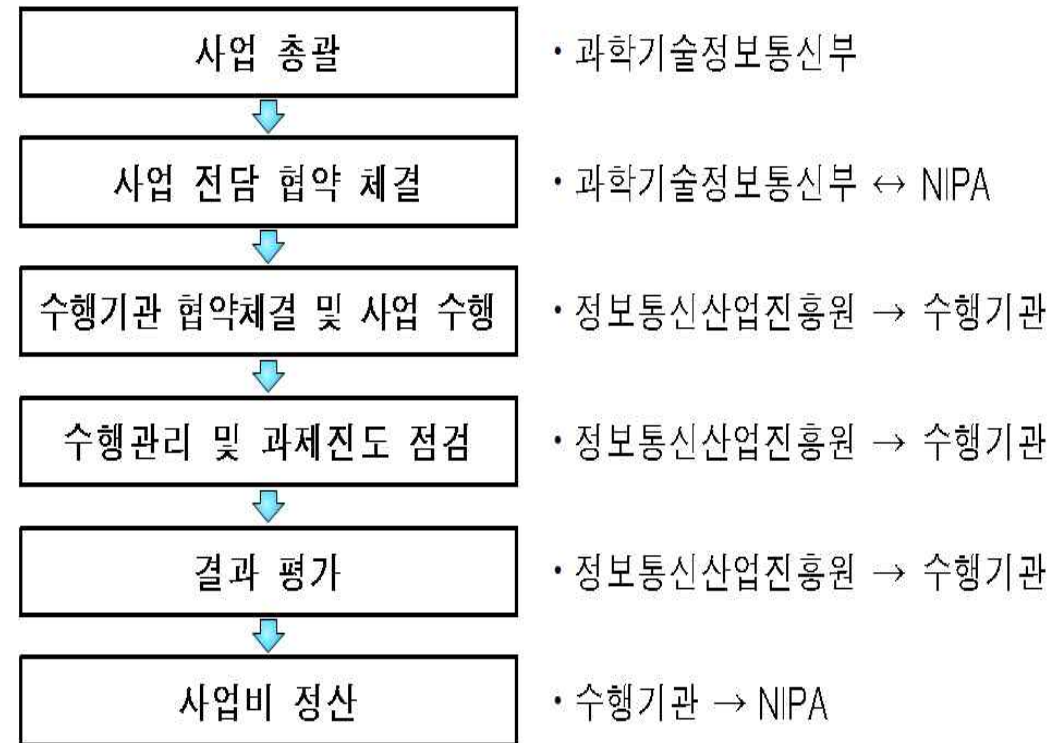 사업 총괄 • 과학기술정보통신부
사업 전담 협약 체결 • 과학기술정보통신부 ↔ NIPA
수행기관 협약체결 및 사업 수행 • 정보통신산업진흥원 → 수행기관
수행관리 및 과제진도 점검 • 정보통신산업진흥원 → 수행기관
결과 평가 • 정보통신산업진흥원 → 수행기관
사업비 정산 • 수행기관 → NIPA